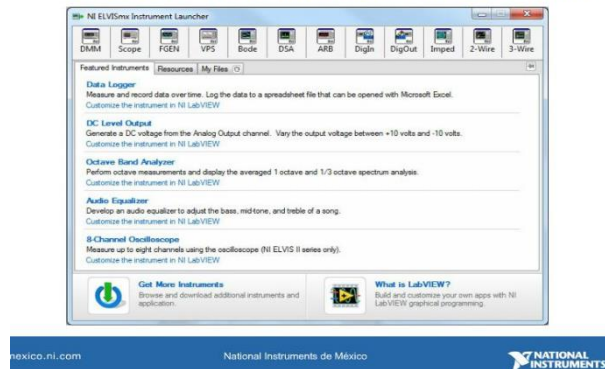 NI ELVISmx Instrument Launcher
DMM Scope FGEN VPS Bode DSA ARB DigIn DigOut Imped 2-Wire 3-Wire
Featured Instruments Resources My Files
Data Logger
Measure and record data over time. Log the data to a spreadsheet file that can be opened with Microsoft Excel.
Customize the instrument in NI LabVIEW
DC Level Output
Generate a DC voltage from the Analog Output channel. Vary the output voltage between +10 volts and -10 volts.
Customize the instrument in NI LabVIEW
Octave Band Analyzer
Perform octave measurements and display the averaged 1 octave and 1/3 octave spectrum analysis.
Customize the instrument in NI LabVIEW
Audio Equalizer
Develop an audio equalizer to adjust the bass, mid-tone, and treble of a song.
Customize the instrument in NI LabVIEW
8-Channel Oscilloscope
Measure up to eight channels using the oscilloscope (NI ELVIS II series only).
Customize the instrument in NI LabVIEW
Get More Instruments
Browse and download additional instruments and
application.
What is LabVIEW?
Build and customize your own apps with NI
LabVIEW graphical programming.
nexico.ni.com National Instruments de México NATIONAL
INSTRUMENTS